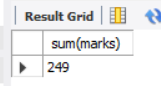 Result Grid
sum(marks)
249